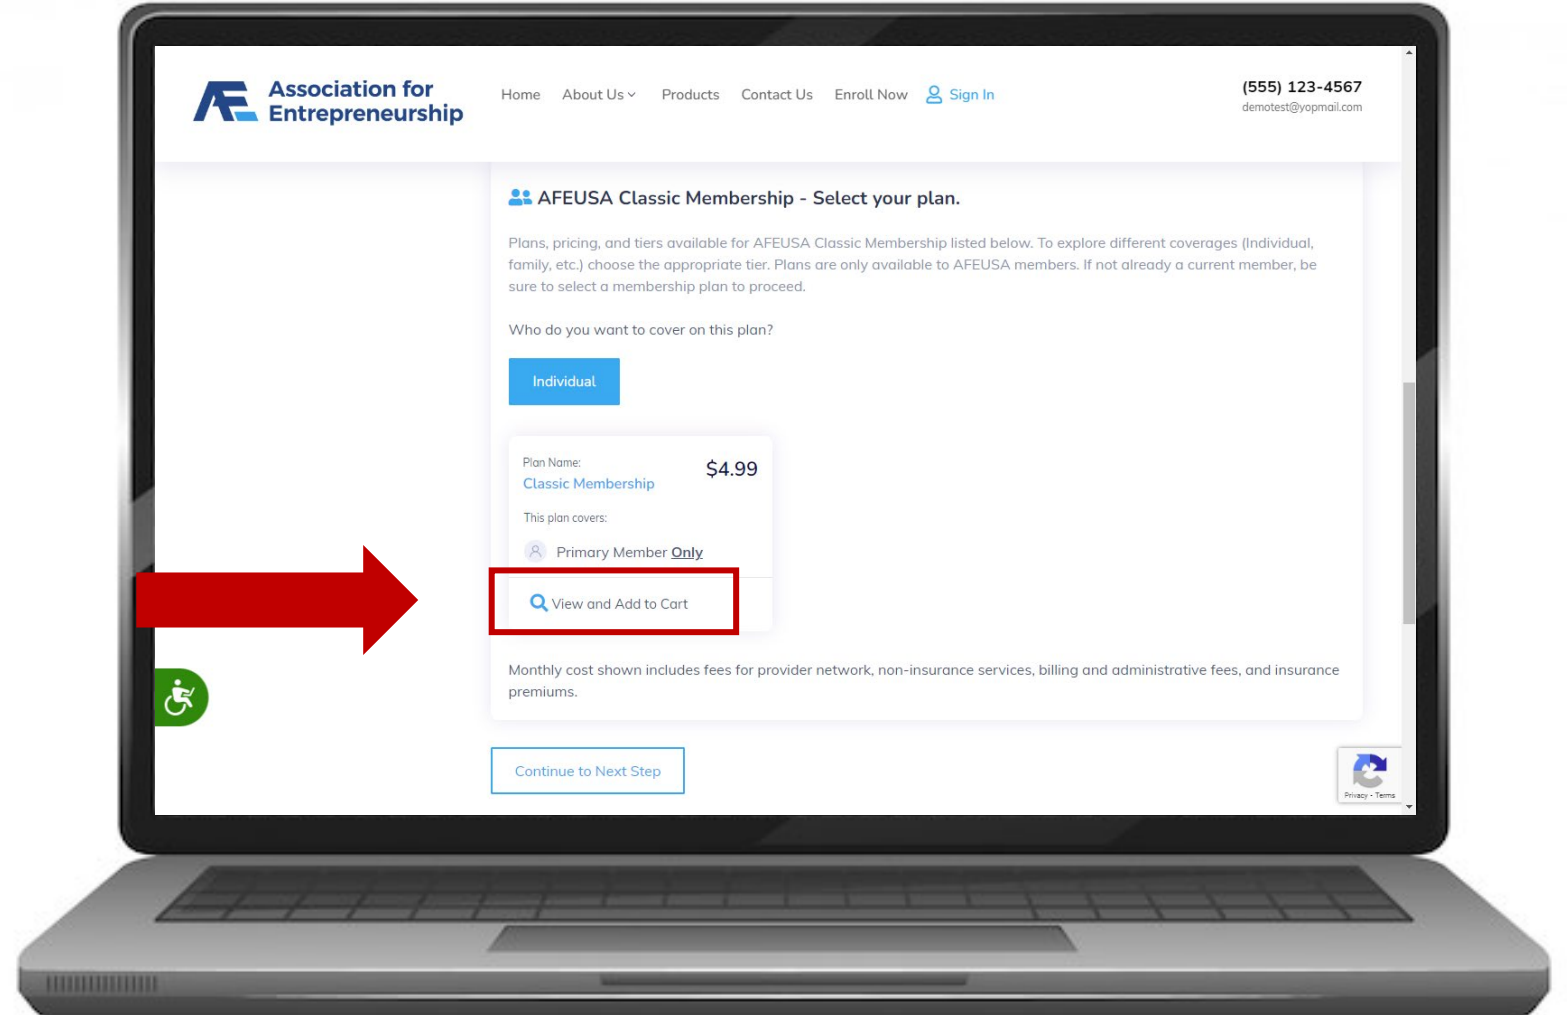 Association for
Entrepreneurship
Home About Us Products Contact Us Enroll Now Sign In
(555) 123-4567
demotest@yopmail.com
AFEUSA Classic Membership - Select your plan.
Plans, pricing, and tiers available for AFEUSA Classic Membership listed below. To explore different coverages (Individual,
family, etc.) choose the appropriate tier. Plans are only available to AFEUSA members. If not already a current member, be
sure to select a membership plan to proceed.
Who do you want to cover on this plan?
Individual
Plan Name:
Classic Membership
$4.99
This plan covers:
Primary Member Only
View and Add to Cart
Monthly cost shown includes fees for provider network, non-insurance services, billing and administrative fees, and insurance
premiums.
Continue to Next Step
Privacy - Terms